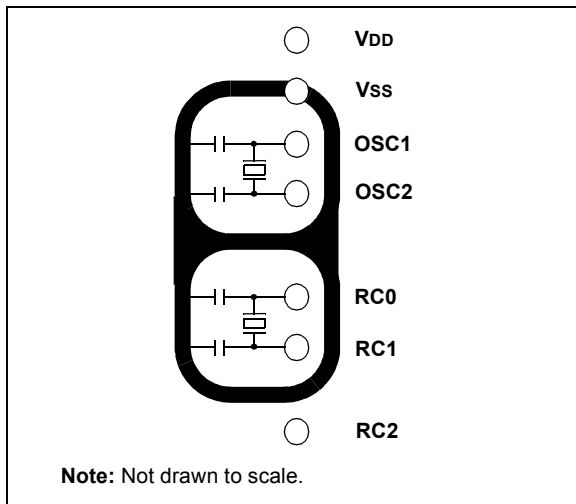 VDD
VSS
OSC1
OSC2
RC0
RC1
RC2
Note: Not drawn to scale.